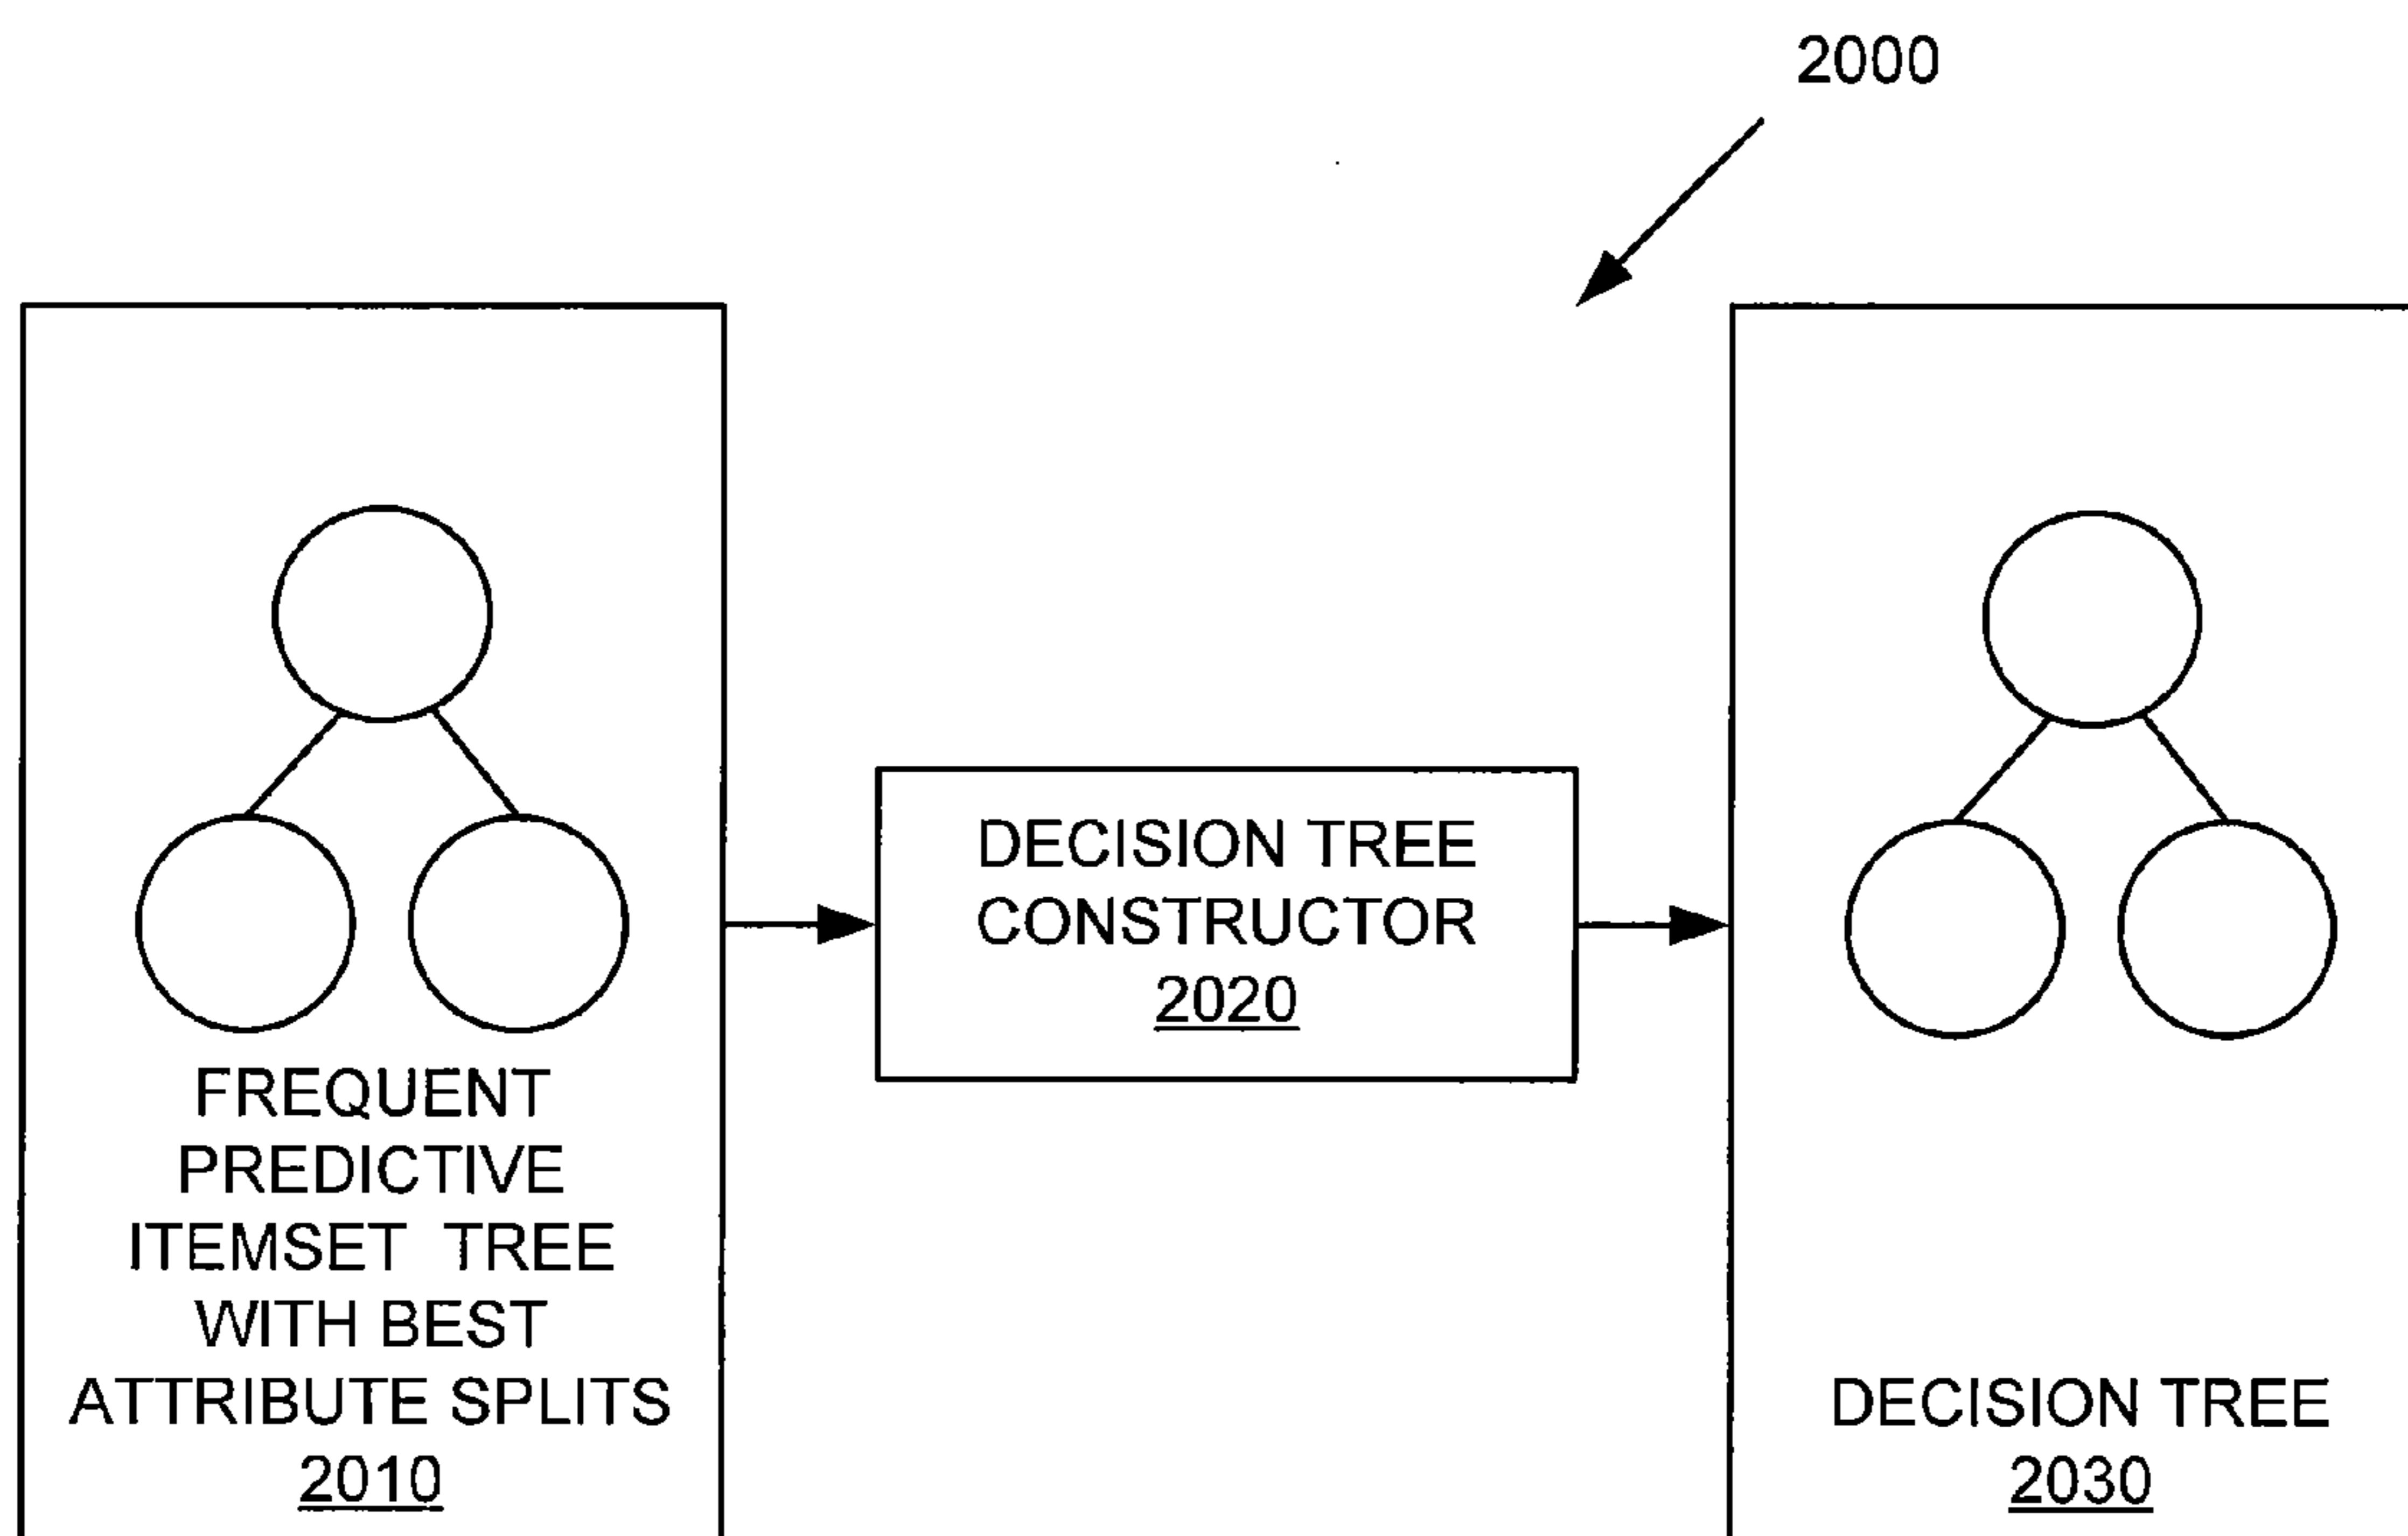 2000
FREQUENT
PREDICTIVE
ITEMSET TREE
WITH BEST
ATTRIBUTE SPLITS
2010
DECISION TREE
CONSTRUCTOR
2020
DECISION TREE
2030